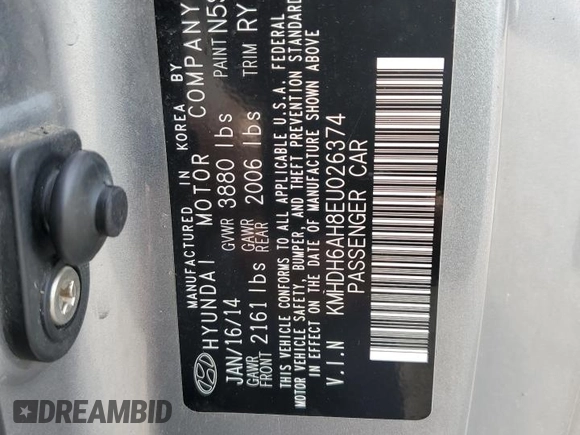 MANUFACTURED IN KOREA BY
HYUNDAI MOTOR COMPANY
JAN/16/14 GVWR 3880 lbs PAINT
GAWR FRONT 2161 lbs GAWR REAR 2006 lbs TRIM RY
THIS VEHICLE CONFORMS TO ALL APPLICABLE U.S.A. FEDERAL
MOTOR VEHICLE SAFETY, BUMPER, AND THEFT PREVENTION STANDARD
IN EFFECT ON THE DATE OF MANUFACTURE SHOWN ABOVE
V.I.N KMHDH6AH8EU026374
PASSENGER CAR
DREAMBID